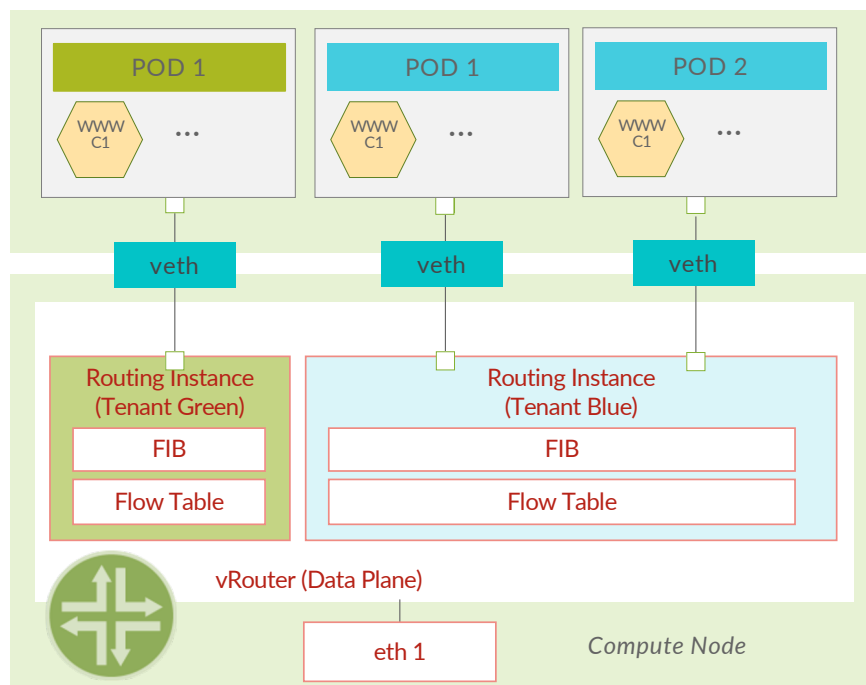 POD 1
POD 1
POD 2
WWW
C1
...
WWW
C1
...
WWW
C1
...
veth
veth
veth
Routing Instance
(Tenant Green)
FIB
Flow Table
Routing Instance
(Tenant Blue)
FIB
Flow Table
vRouter (Data Plane)
eth 1
Compute Node